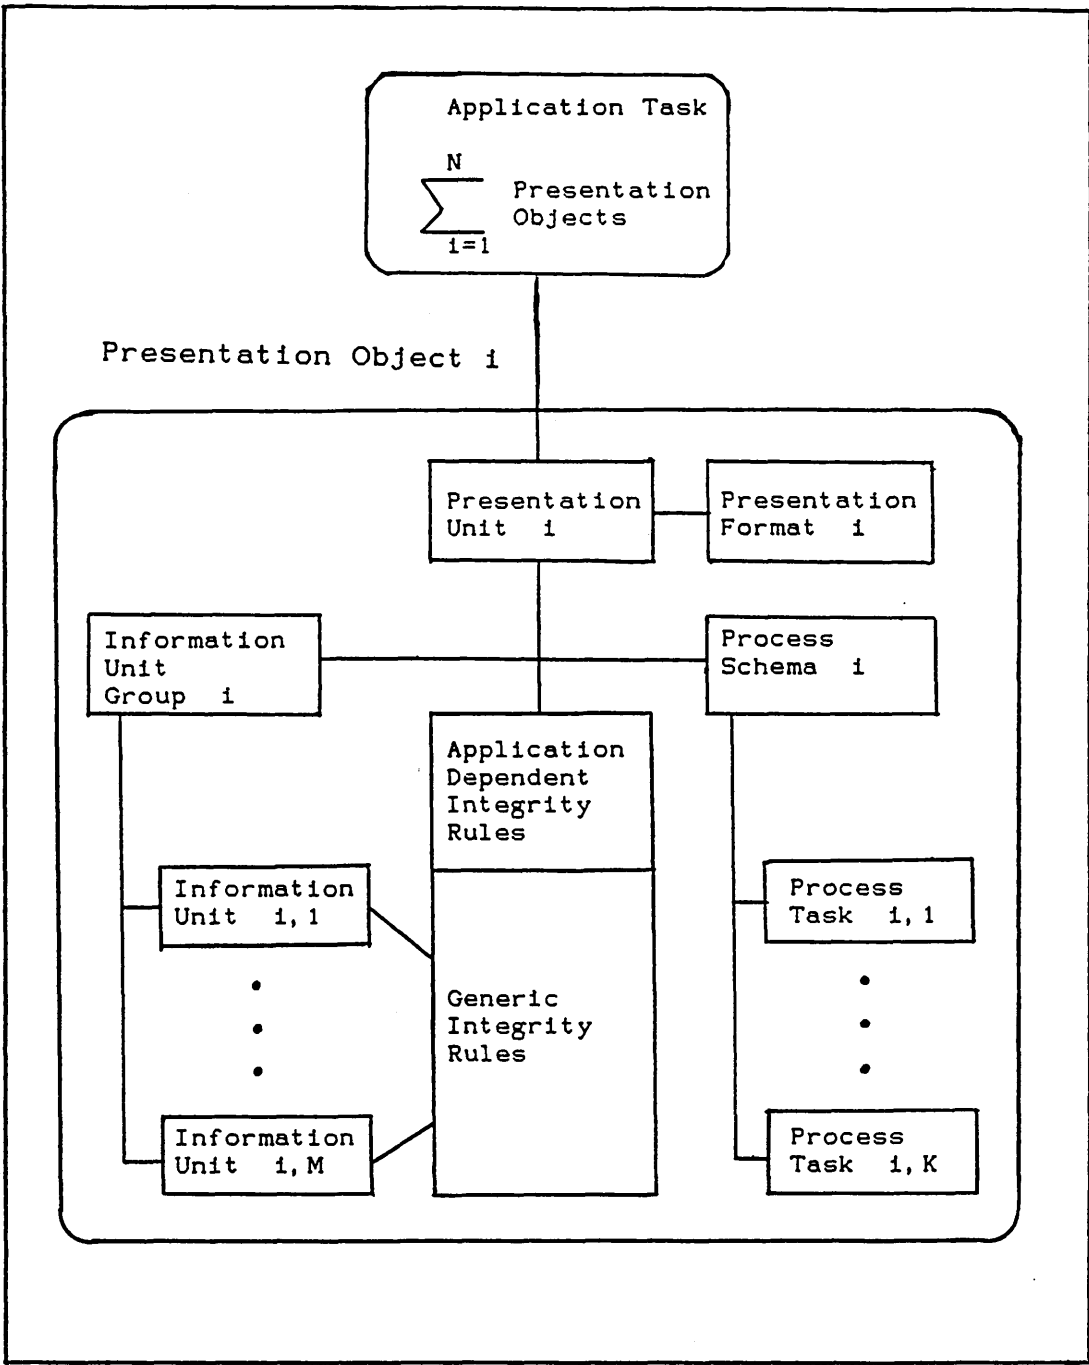 Application Task
N
∑ Presentation
Objects
i=1
Presentation Object i
Presentation
Unit i
Presentation
Format i
Information
Unit
Group i
Process
Schema i
Application
Dependent
Integrity
Rules
Information
Unit i,1
Process
Task i,1
Generic
Integrity
Rules
Information
Unit i,M
Process
Task i,K